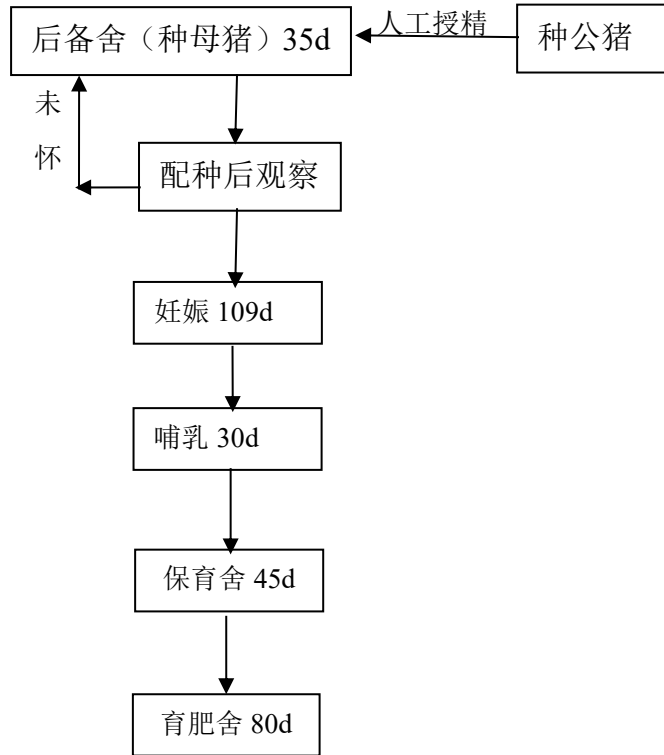 后备舍（种母猪）35d
人工授精
种公猪
未
怀
配种后观察
妊娠 109d
哺乳 30d
保育舍 45d
育肥舍 80d